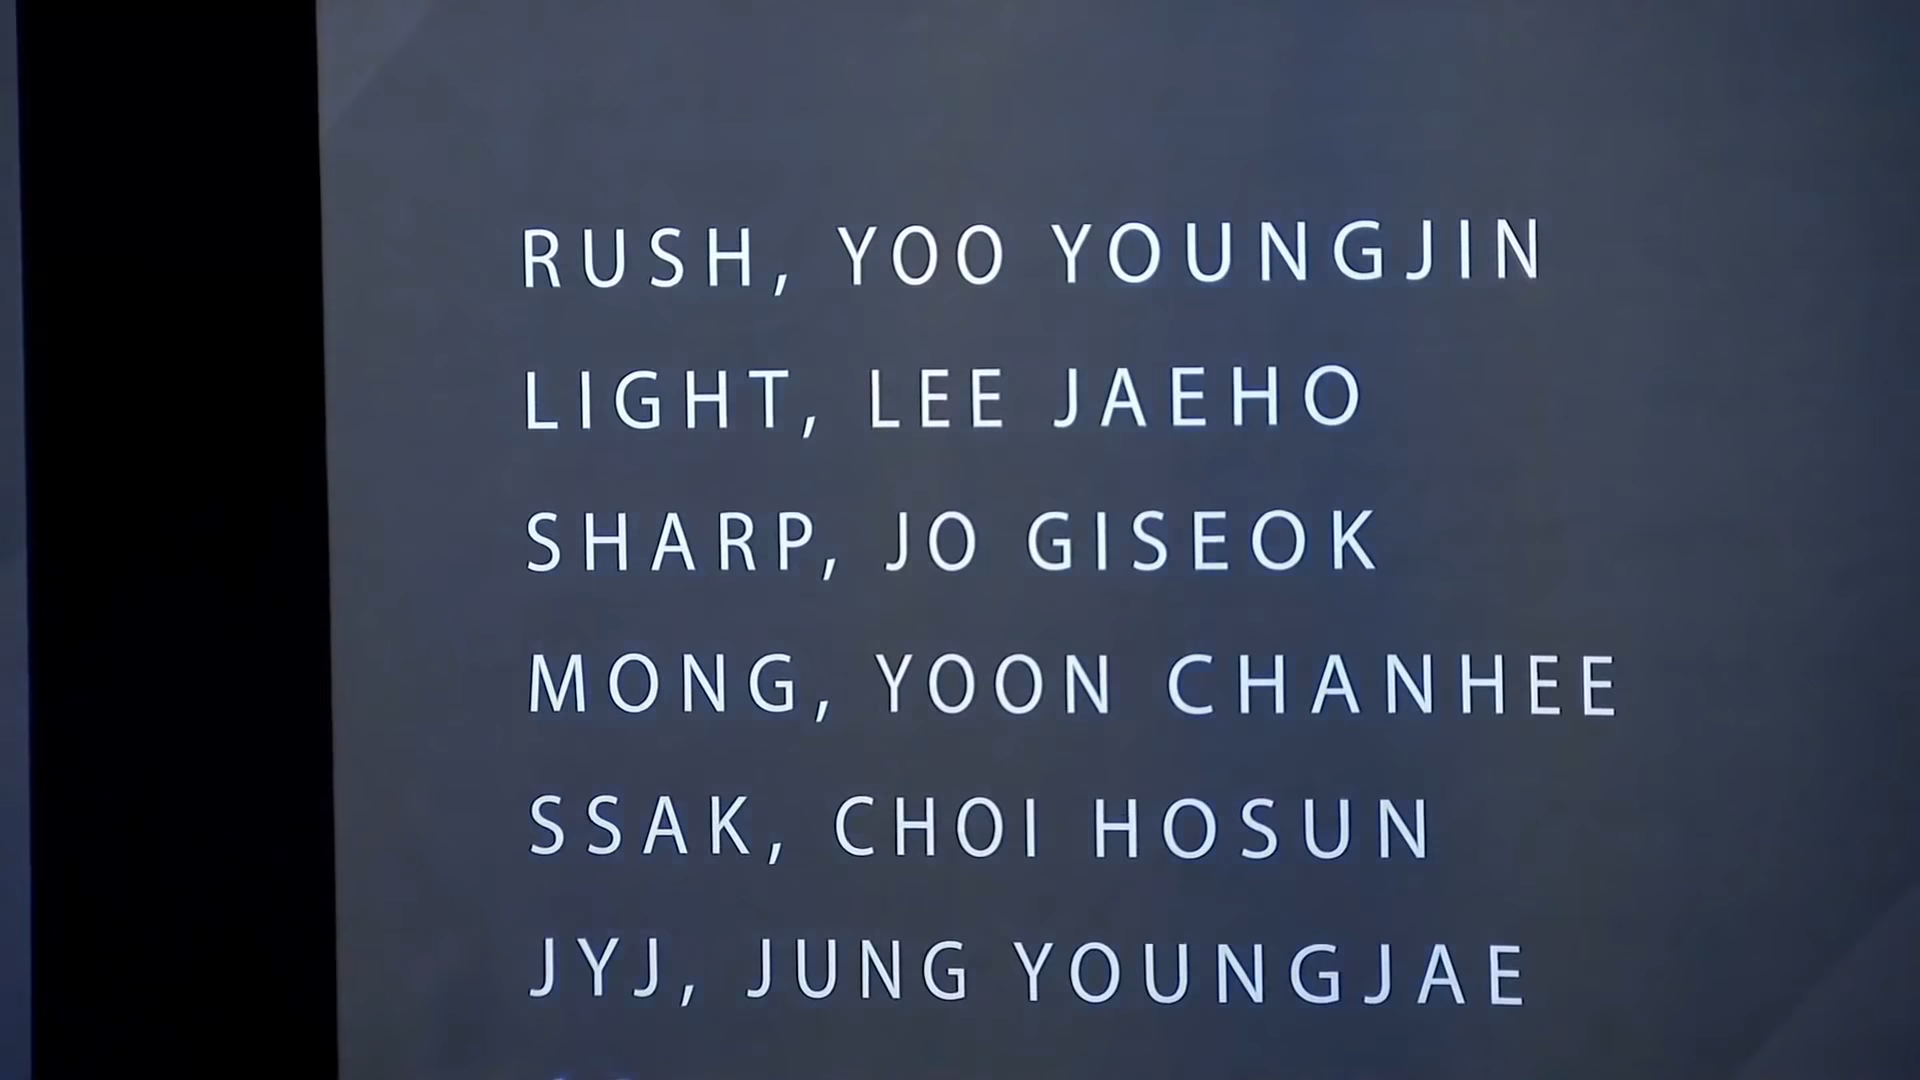 RUSH, YOO YOUNGJIN
LIGHT, LEE JAEHO
SHARP, JO GISEOK
MONG, YOON CHANHEE
SSAK, CHOI HOSUN
JYJ, JUNG YOUNGJAE